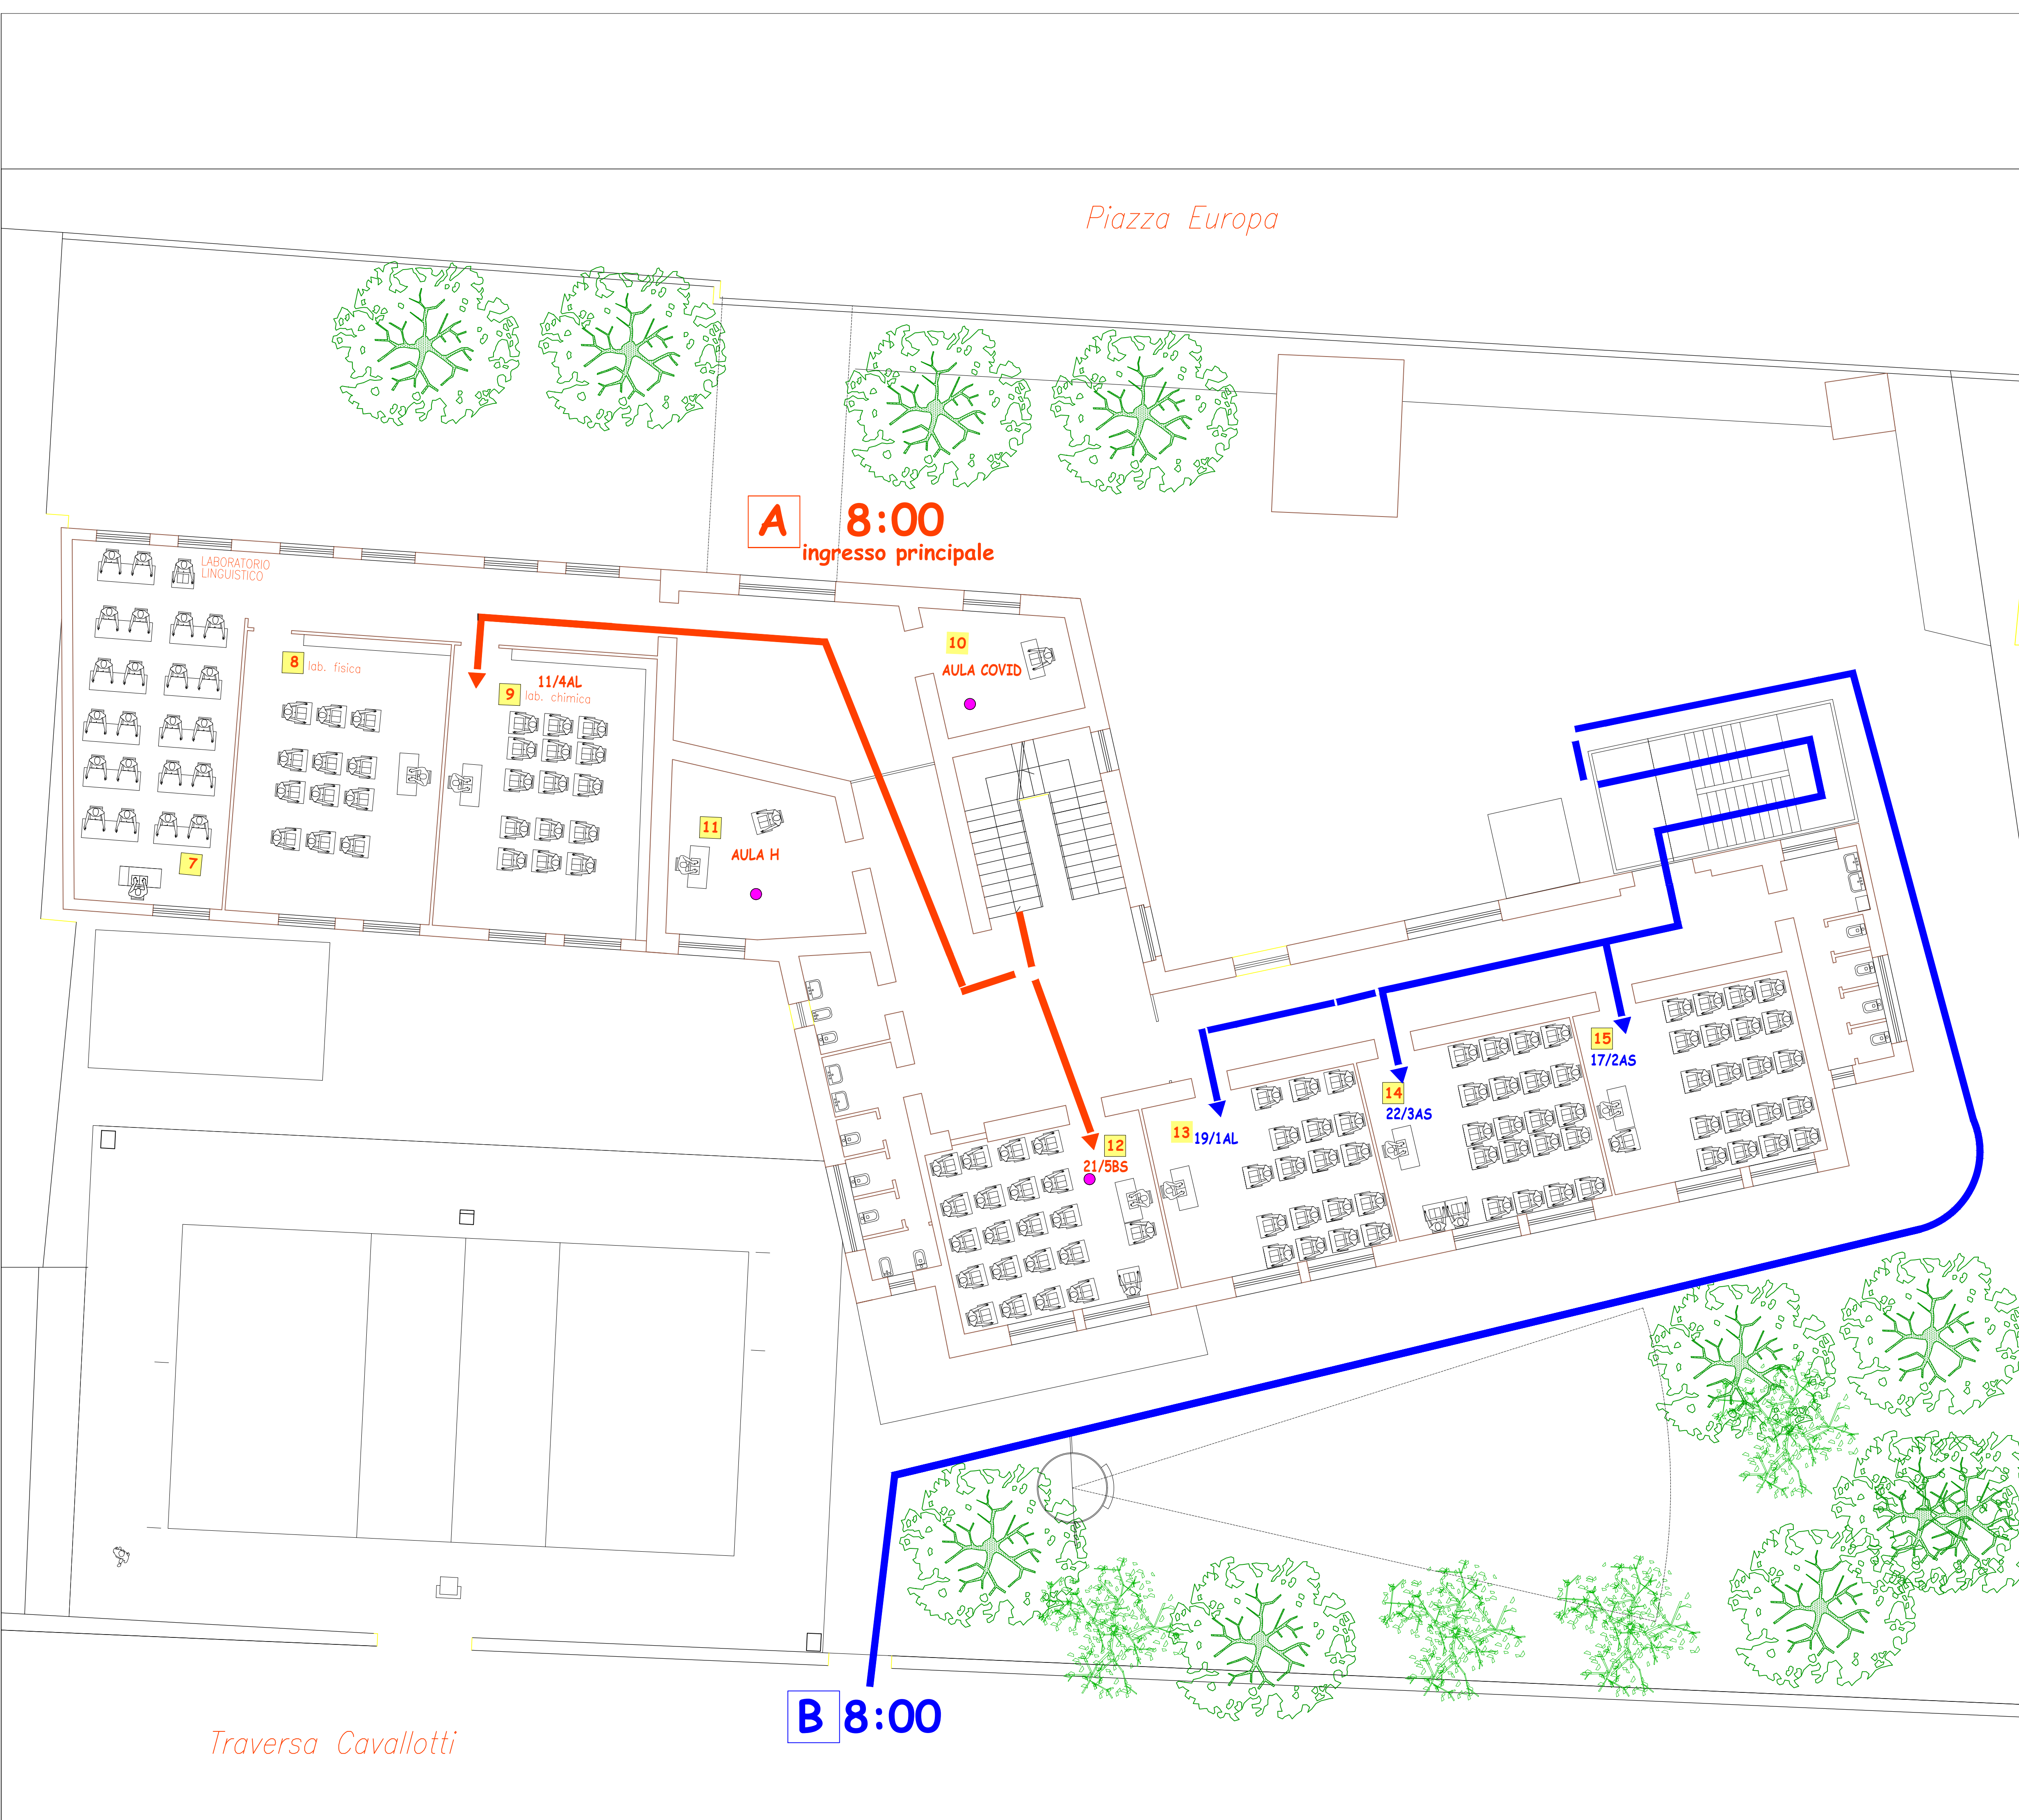 Piazza Europa
A 8:00
ingresso principale
LABORATORIO
LINGUISTICO
7
8 lab. fisica
11/4AL
9 lab. chimica
10
AULA COVID
11
AULA H
12
21/5BS
13 19/1AL
14
22/3AS
15
17/2AS
B 8:00
Traversa Cavallotti